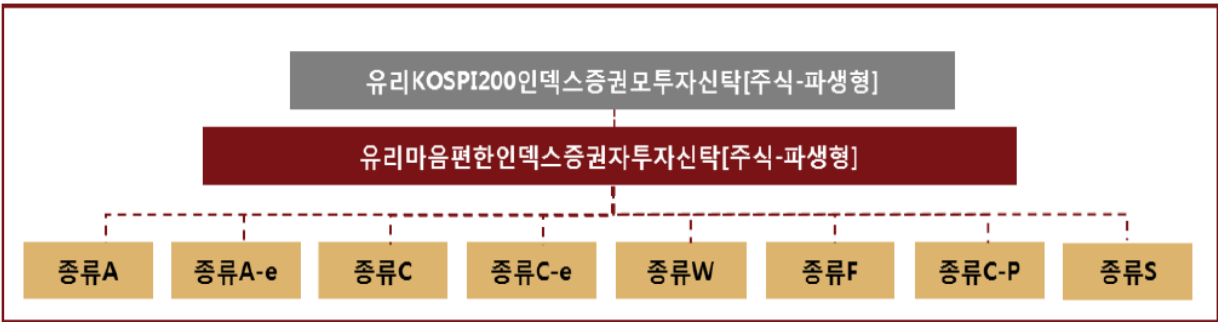 유리KOSPI200인덱스증권모투자신탁[주식-파생형]
유리마음편한인덱스증권자투자신탁[주식-파생형]
종류A 종류A-e 종류C 종류C-e 종류W 종류F 종류C-P 종류S